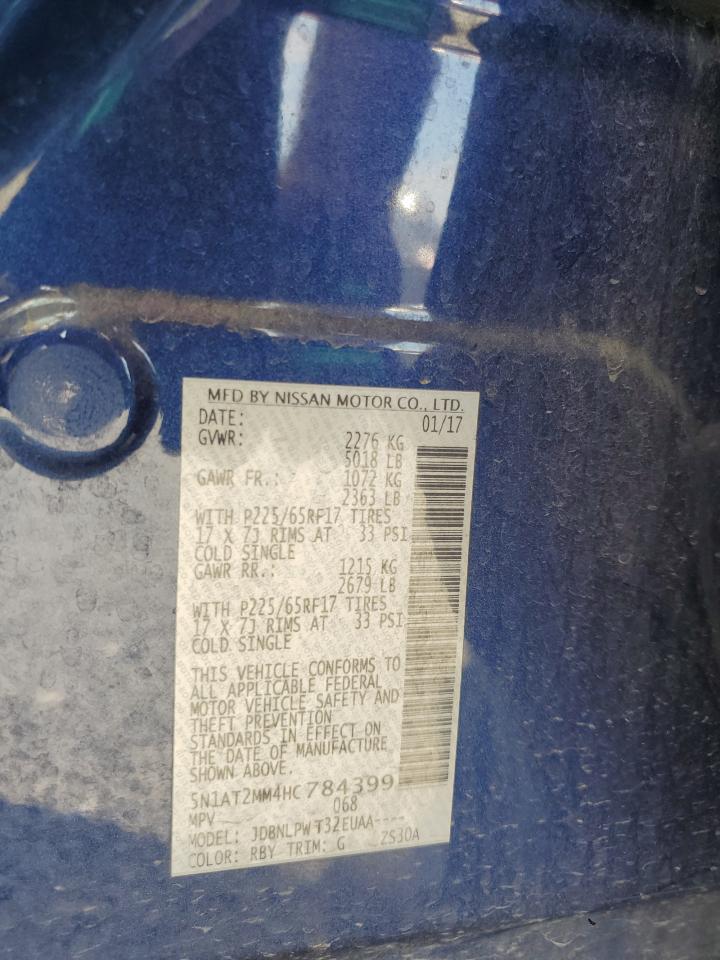 MFD BY NISSAN MOTOR CO., LTD.
DATE: 01/17
GVWR: 2276 KG
5018 LB
GAWR FR.: 1072 KG
2363 LB
WITH P225/65RF17 TIRES
17 X 7J RIMS AT 33 PSI
COLD SINGLE
GAWR RR.: 1215 KG
2679 LB
WITH P225/65RF17 TIRES
17 X 7J RIMS AT 33 PSI
COLD SINGLE
THIS VEHICLE CONFORMS TO
ALL APPLICABLE FEDERAL
MOTOR VEHICLE SAFETY AND
THEFT PREVENTION
STANDARDS IN EFFECT ON
THE DATE OF MANUFACTURE
SHOWN ABOVE.
5N1AT2MM4HC784399
MPV 068
MODEL: JDBNLPWT32EUAA----
COLOR: RBY TRIM: G ZS30A